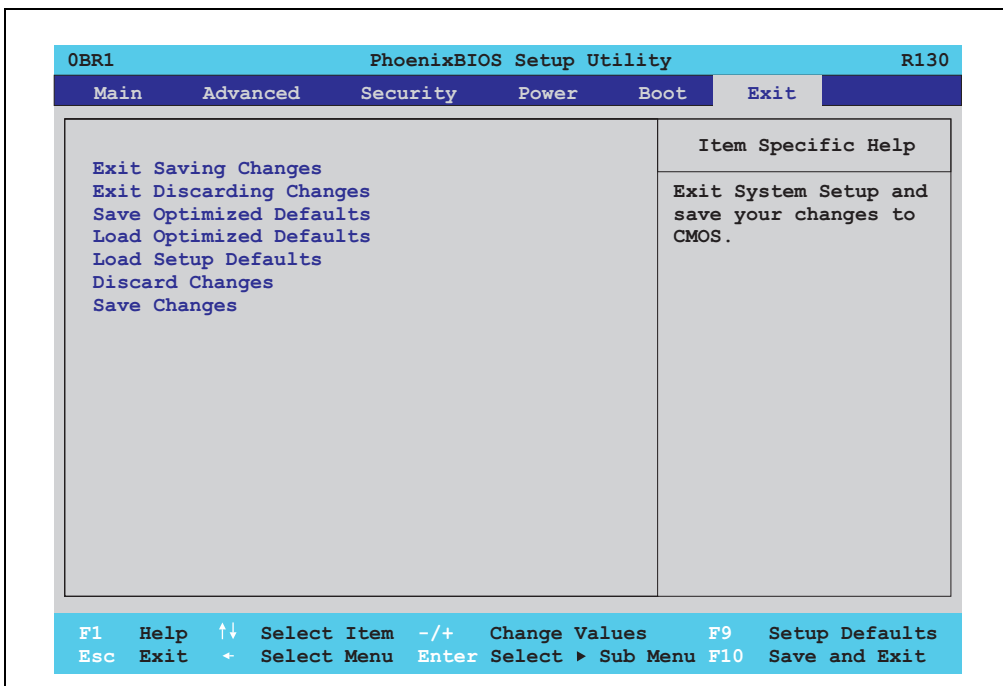 0BR1 PhoenixBIOS Setup Utility R130
Main Advanced Security Power Boot Exit
Item Specific Help
Exit Saving Changes
Exit Discarding Changes
Save Optimized Defaults
Load Optimized Defaults
Load Setup Defaults
Discard Changes
Save Changes
Exit System Setup and
save your changes to
CMOS.
F1 Help ↑↓ Select Item -/+ Change Values F9 Setup Defaults
Esc Exit ← Select Menu Enter Select ▶ Sub Menu F10 Save and Exit